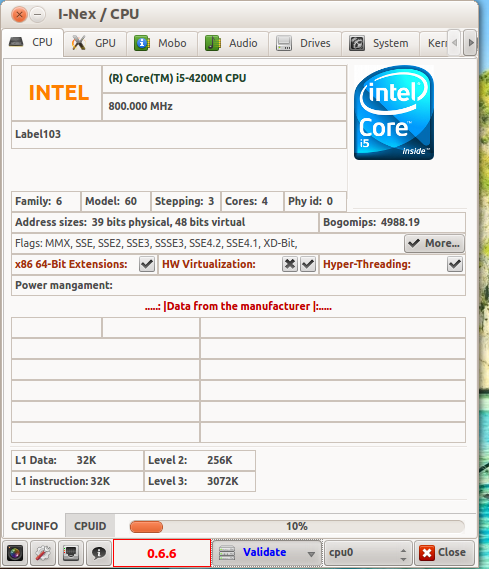 I-Nex / CPU
CPU GPU Mobo Audio Drives System Kern
INTEL
(R) Core(TM) i5-4200M CPU
800.000 MHz
Label103
intel
Core™
i5
inside™
Family: 6 Model: 60 Stepping: 3 Cores: 4 Phy id: 0
Address sizes: 39 bits physical, 48 bits virtual Bogomips: 4988.19
Flags: MMX, SSE, SSE2, SSE3, SSSE3, SSE4.2, SSE4.1, XD-Bit, More...
x86 64-Bit Extensions: HW Virtualization: Hyper-Threading:
Power mangament:
.....: |Data from the manufacturer |:.....
L1 Data: 32K Level 2: 256K
L1 instruction: 32K Level 3: 3072K
CPUINFO CPUID 10%
0.6.6 Validate cpu0 Close